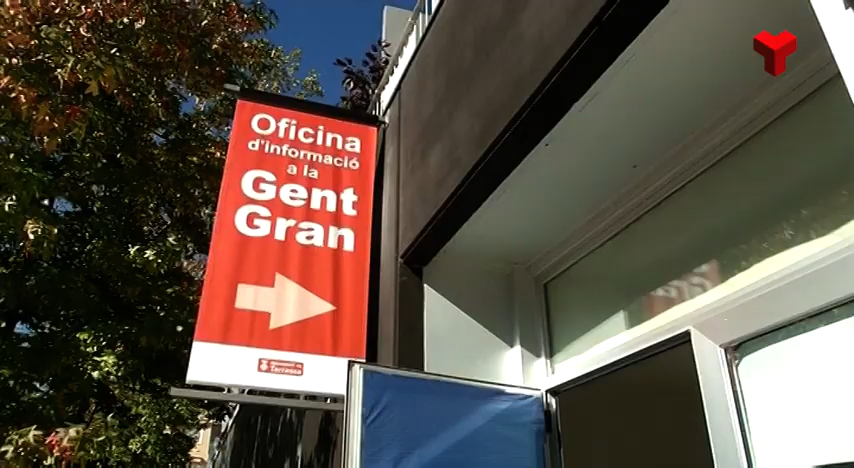 Oficina
d'informació
a la
Gent
Gran
Terrassa